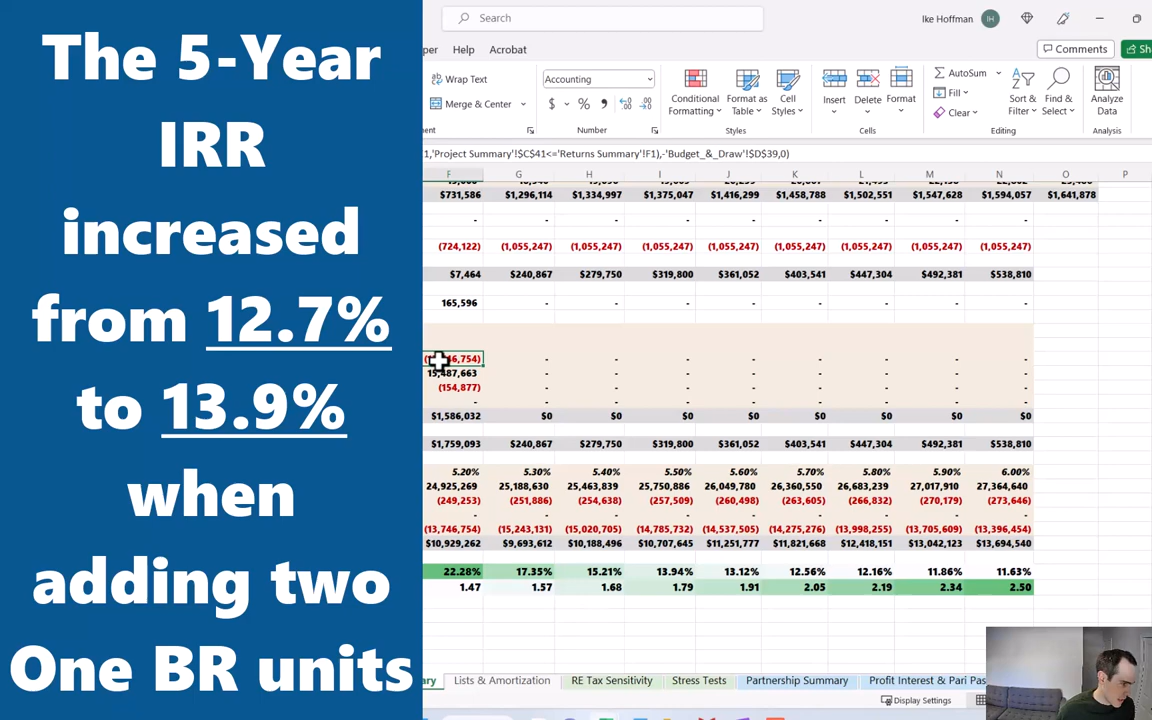 The 5-Year
IRR
increased
from 12.7%
to 13.9%
when
adding two
One BR units
Search
Ike Hoffman
IH
Help Acrobat
Comments
Wrap Text
Merge & Center
Accounting
$ % ,
Number
Conditional Formatting
Format as Table
Cell Styles
Styles
Insert
Delete
Format
Cells
AutoSum
Fill
Clear
Sort & Filter
Find & Select
Editing
Analyze Data
Analysis
1,'Project Summary'!$C$41<='Returns Summary'!F1),-'Budget_&_Draw'!$D$39,0)
F G H I J K L M N O P
$731,586 $1,296,114 $1,334,997 $1,375,047 $1,416,299 $1,458,788 $1,502,551 $1,547,628 $1,594,057 $1,641,878
- - - - - - - - -
(724,122) (1,055,247) (1,055,247) (1,055,247) (1,055,247) (1,055,247) (1,055,247) (1,055,247) (1,055,247)
$7,464 $240,867 $279,750 $319,800 $361,052 $403,541 $447,304 $492,381 $538,810
165,596 - - - - - - - -
- - - - - - - -
15,487,663 - - - - - - - -
(154,877) - - - - - - - -
- - - - - - - - -
$1,586,032 $0 $0 $0 $0 $0 $0 $0 $0
$1,759,093 $240,867 $279,750 $319,800 $361,052 $403,541 $447,304 $492,381 $538,810
5.20% 5.30% 5.40% 5.50% 5.60% 5.70% 5.80% 5.90% 6.00%
24,925,269 25,188,630 25,463,839 25,750,886 26,049,780 26,360,550 26,683,239 27,017,910 27,364,640
(249,253) (251,886) (254,638) (257,509) (260,498) (263,605) (266,832) (270,179) (273,646)
- - - - - - - - -
(13,746,754) (15,243,131) (15,020,705) (14,785,732) (14,537,505) (14,275,276) (13,998,255) (13,705,609) (13,396,454)
$10,929,262 $9,693,612 $10,188,496 $10,707,645 $11,251,777 $11,821,668 $12,418,151 $13,042,123 $13,694,540
22.28% 17.35% 15.21% 13.94% 13.12% 12.56% 12.16% 11.86% 11.63%
1.47 1.57 1.68 1.79 1.91 2.05 2.19 2.34 2.50
Lists & Amortization RE Tax Sensitivity Stress Tests Partnership Summary Profit Interest & Pari Pas
Display Settings